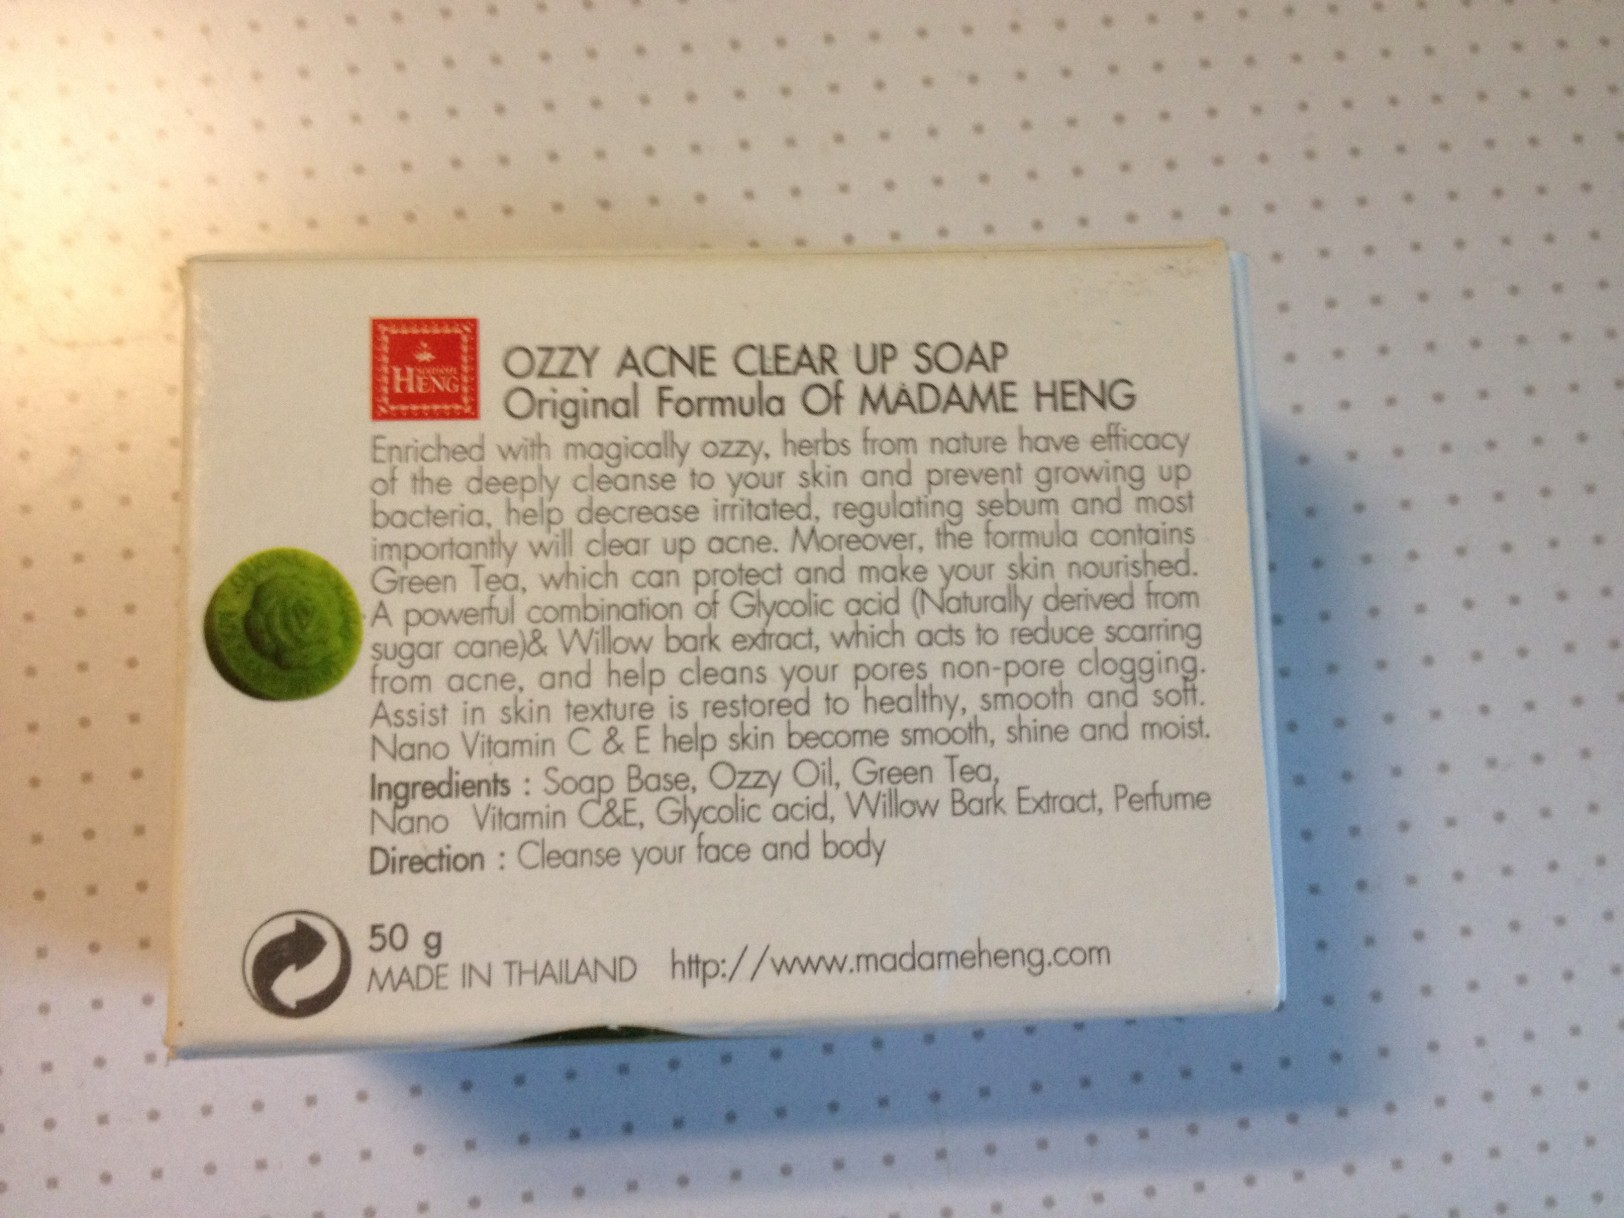 MADAME
HENG
OZZY ACNE CLEAR UP SOAP
Original Formula Of MADAME HENG
Enriched with magically ozzy, herbs from nature have efficacy
of the deeply cleanse to your skin and prevent growing up
bacteria, help decrease irritated, regulating sebum and most
importantly will clear up acne. Moreover, the formula contains
Green Tea, which can protect and make your skin nourished.
A powerful combination of Glycolic acid (Naturally derived from
sugar cane)& Willow bark extract, which acts to reduce scarring
from acne, and help cleans your pores non-pore clogging.
Assist in skin texture is restored to healthy, smooth and soft.
Nano Vitamin C & E help skin become smooth, shine and moist.
Ingredients : Soap Base, Ozzy Oil, Green Tea,
Nano Vitamin C&E, Glycolic acid, Willow Bark Extract, Perfume
Direction : Cleanse your face and body
50 g
MADE IN THAILAND http://www.madameheng.com